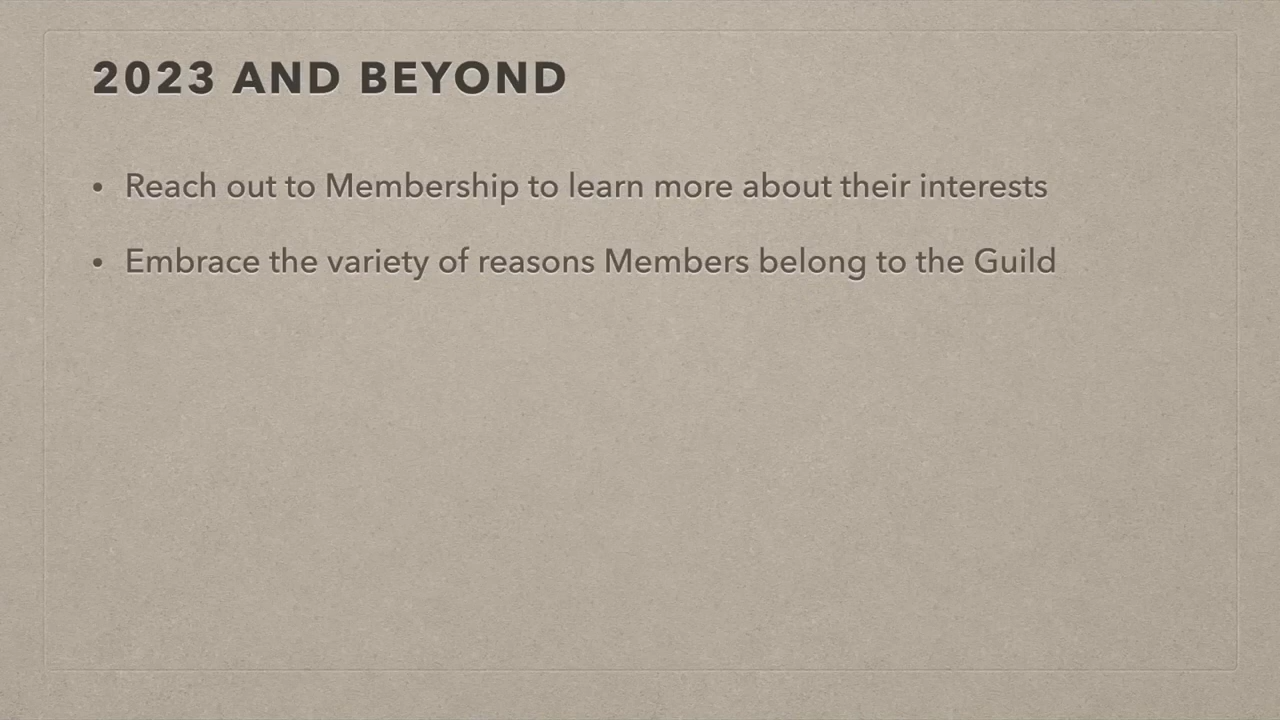 2023 AND BEYOND
• Reach out to Membership to learn more about their interests
• Embrace the variety of reasons Members belong to the Guild